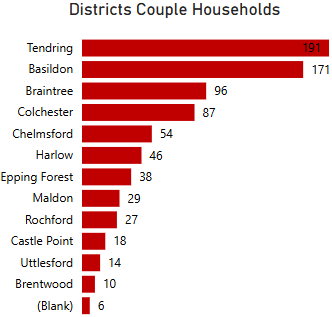 Districts Couple Households
Tendring 191
Basildon 171
Braintree 96
Colchester 87
Chelmsford 54
Harlow 46
Epping Forest 38
Maldon 29
Rochford 27
Castle Point 18
Uttlesford 14
Brentwood 10
(Blank) 6